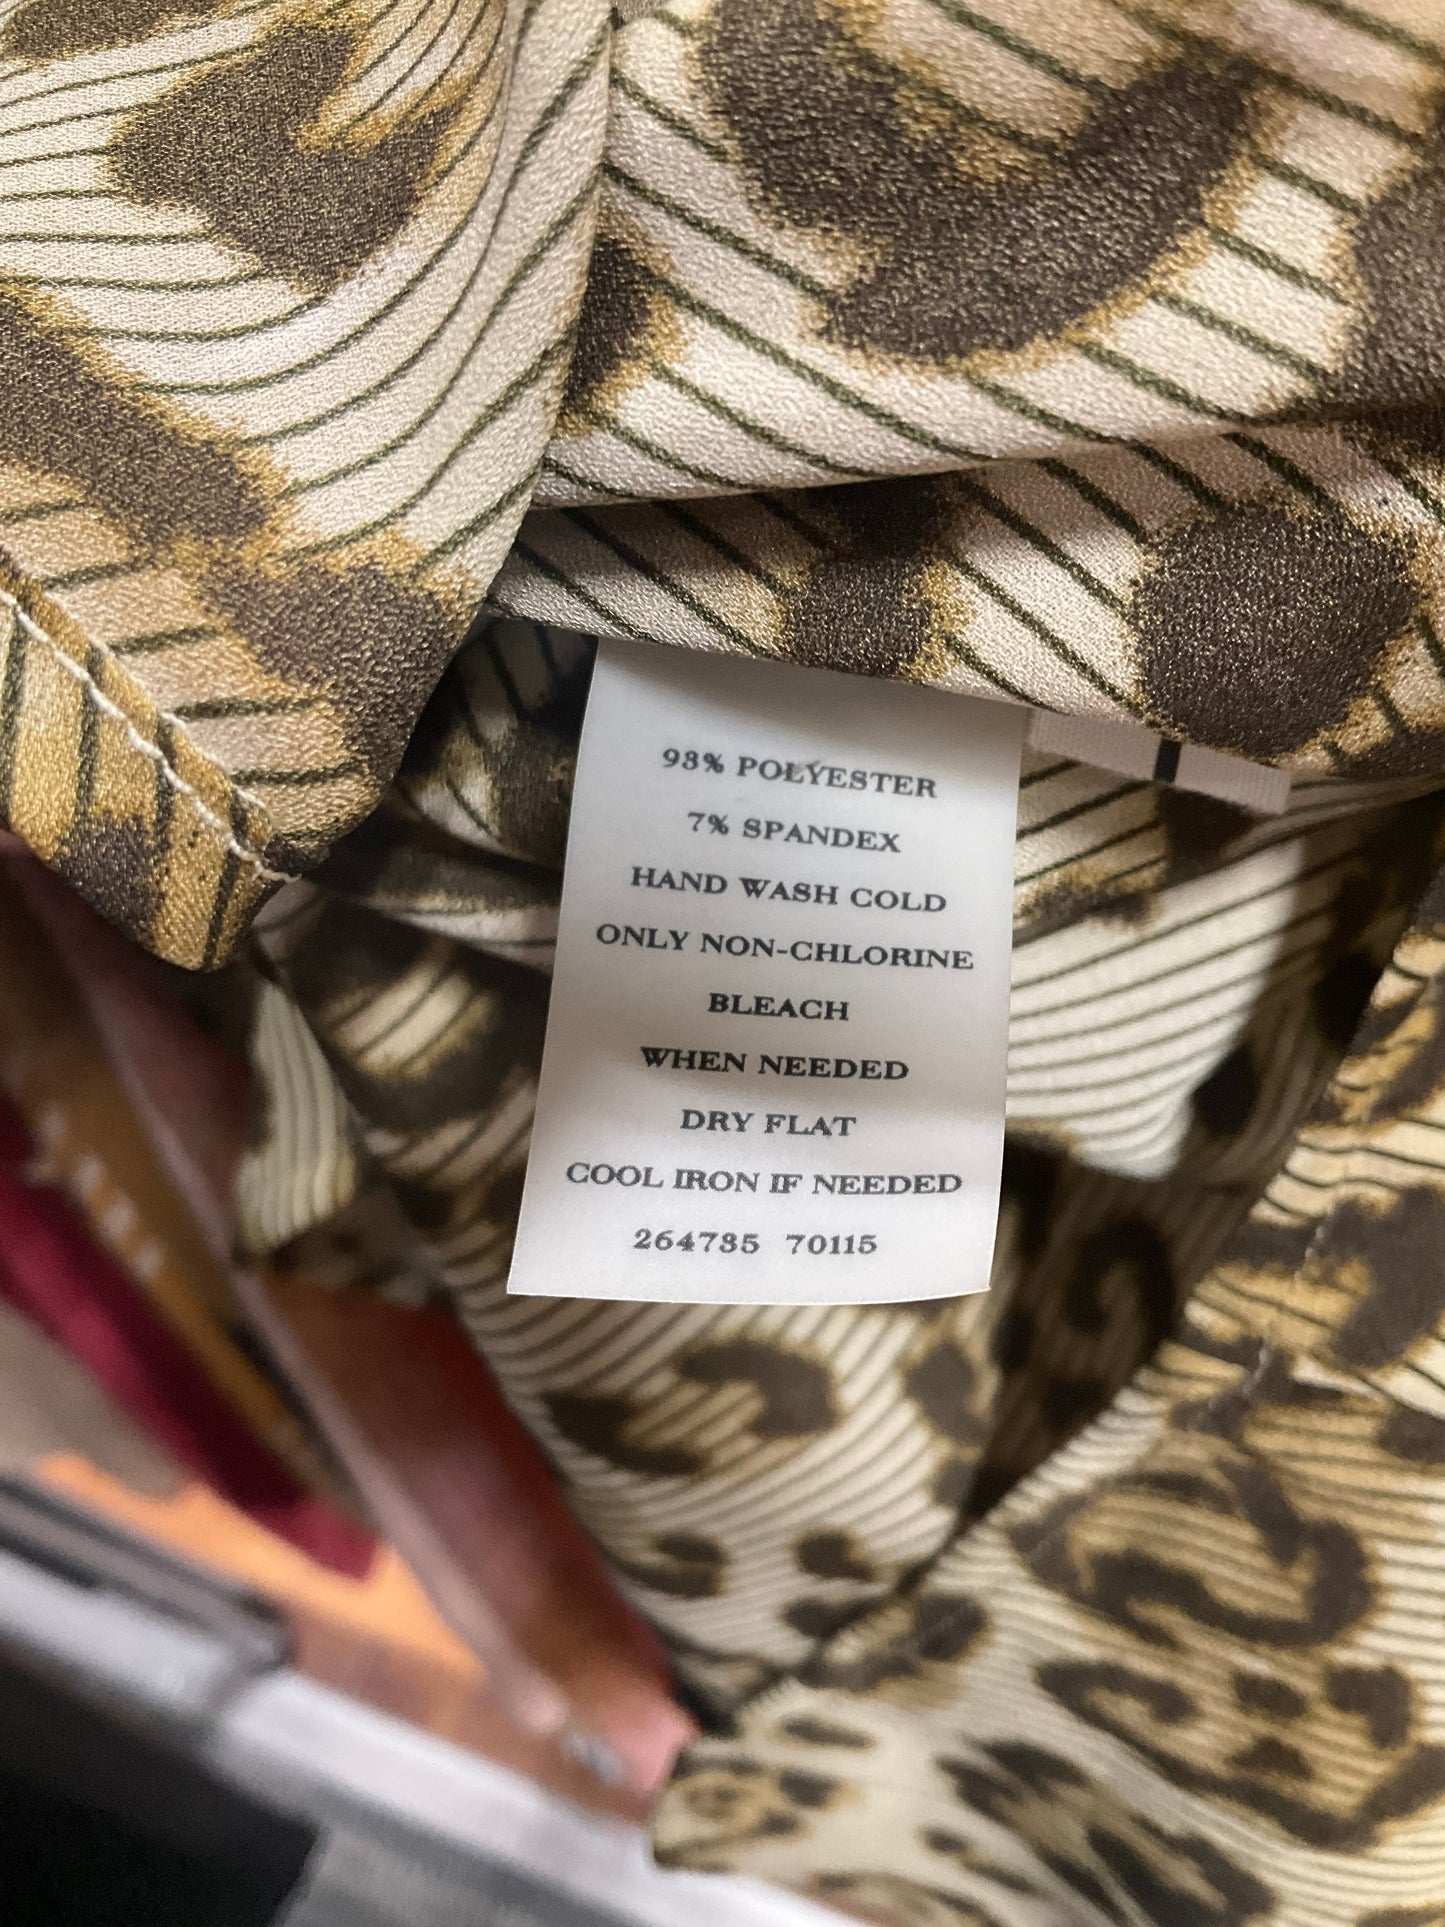 93% POLYESTER
7% SPANDEX
HAND WASH COLD
ONLY NON-CHLORINE
BLEACH
WHEN NEEDED
DRY FLAT
COOL IRON IF NEEDED
264735 70115